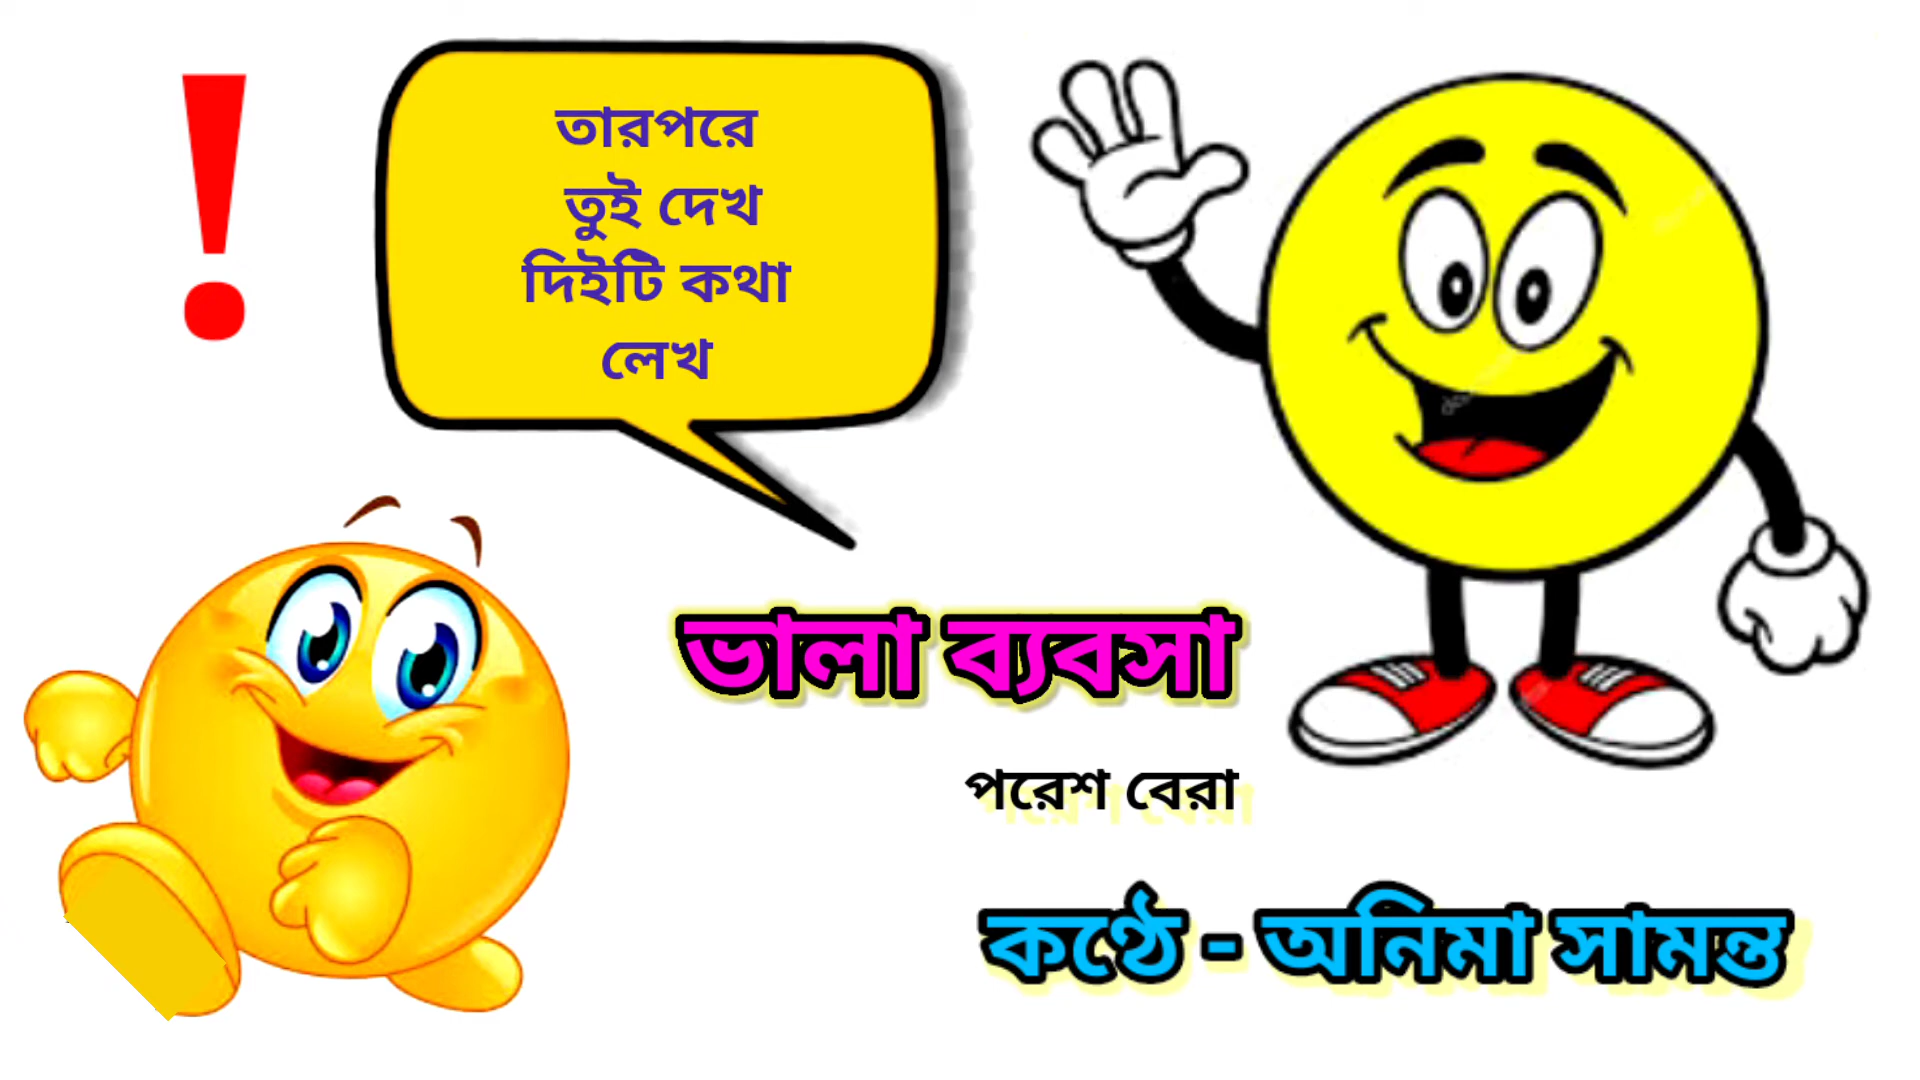 !
তারপরে
তুই দেখ
দিইটি কথা
লেখ
ভালা ব্যবসা
পরেশ বেরা
কণ্ঠে - অনিমা সামন্ত